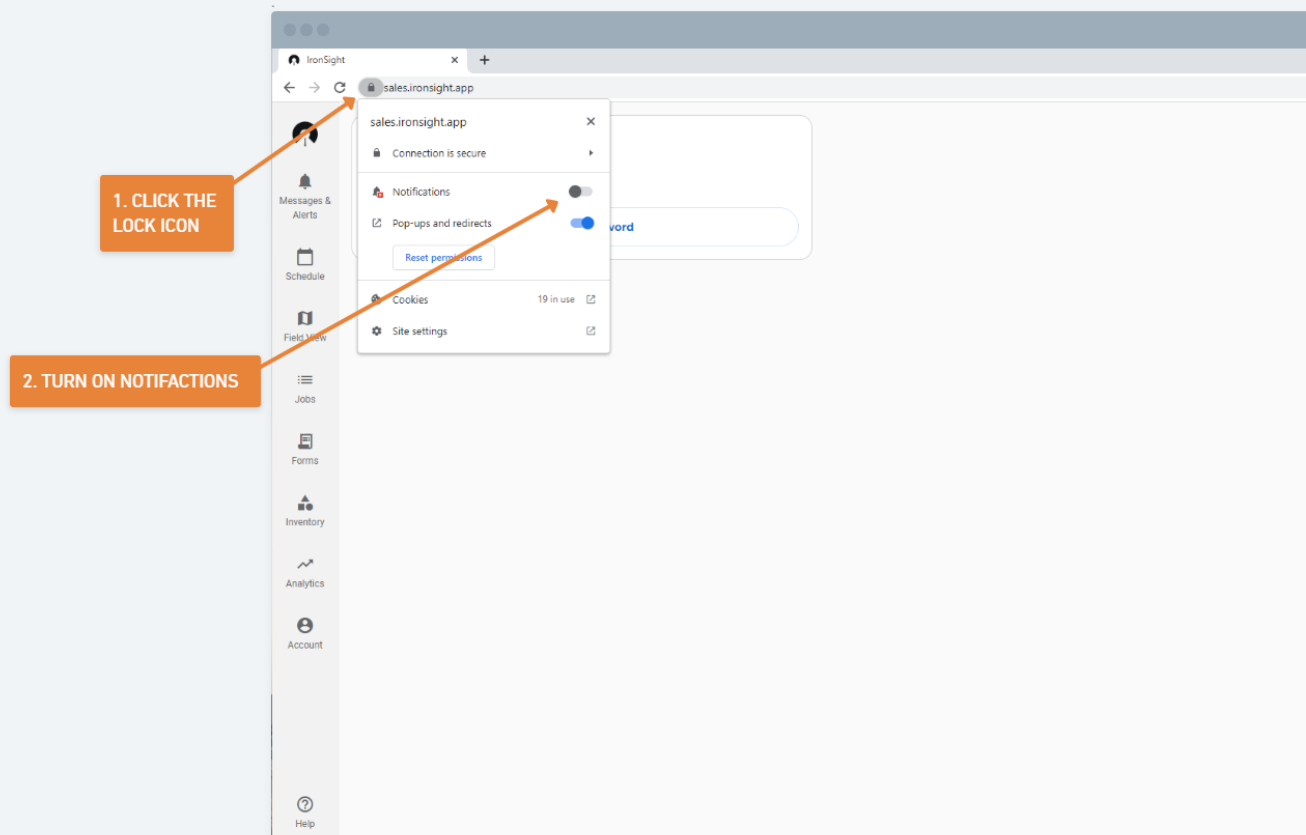 IronSight
sales.ironsight.app
sales.ironsight.app
Connection is secure
Notifications
Pop-ups and redirects
Reset permissions
Cookies 19 in use
Site settings
1. CLICK THE
LOCK ICON
2. TURN ON NOTIFACTIONS
Messages &
Alerts
Schedule
Field View
Jobs
Forms
Inventory
Analytics
Account
Help